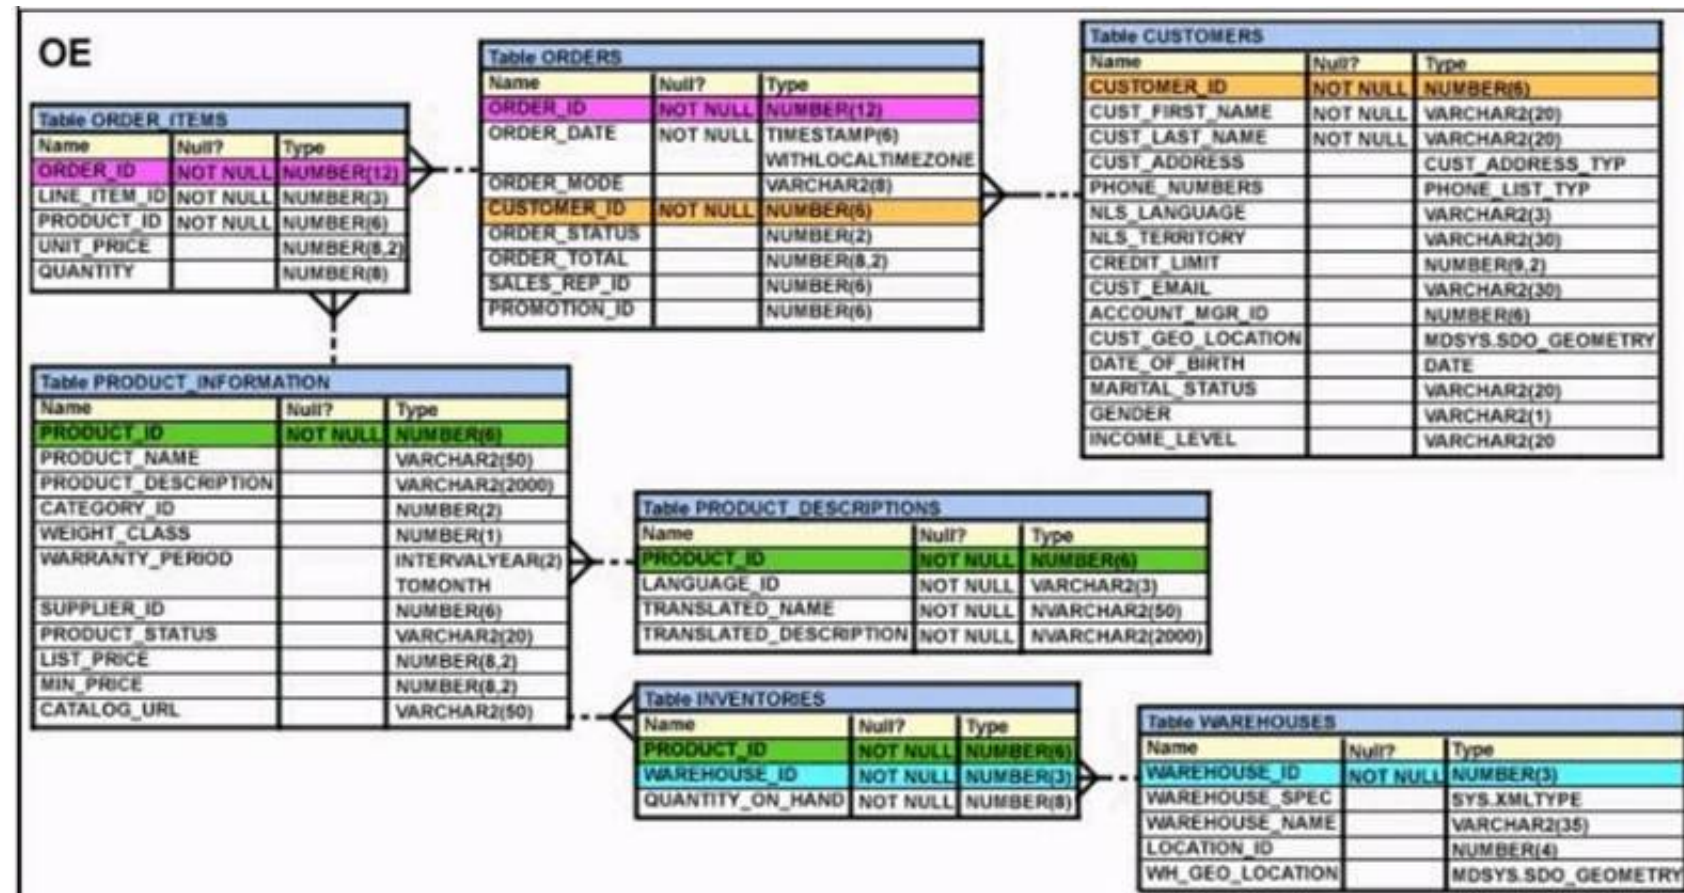 OE
Table ORDER_ITEMS
Name Null? Type
ORDER_ID NOT NULL NUMBER(12)
LINE_ITEM_ID NOT NULL NUMBER(3)
PRODUCT_ID NOT NULL NUMBER(6)
UNIT_PRICE NUMBER(8,2)
QUANTITY NUMBER(8)
Table ORDERS
Name Null? Type
ORDER_ID NOT NULL NUMBER(12)
ORDER_DATE NOT NULL TIMESTAMP(6)
WITHLOCALTIMEZONE
ORDER_MODE VARCHAR2(8)
CUSTOMER_ID NOT NULL NUMBER(6)
ORDER_STATUS NUMBER(2)
ORDER_TOTAL NUMBER(8,2)
SALES_REP_ID NUMBER(6)
PROMOTION_ID NUMBER(6)
Table CUSTOMERS
Name Null? Type
CUSTOMER_ID NOT NULL NUMBER(6)
CUST_FIRST_NAME NOT NULL VARCHAR2(20)
CUST_LAST_NAME NOT NULL VARCHAR2(20)
CUST_ADDRESS CUST_ADDRESS_TYP
PHONE_NUMBERS PHONE_LIST_TYP
NLS_LANGUAGE VARCHAR2(3)
NLS_TERRITORY VARCHAR2(30)
CREDIT_LIMIT NUMBER(9,2)
CUST_EMAIL VARCHAR2(30)
ACCOUNT_MGR_ID NUMBER(6)
CUST_GEO_LOCATION MDSYS.SDO_GEOMETRY
DATE_OF_BIRTH DATE
MARITAL_STATUS VARCHAR2(20)
GENDER VARCHAR2(1)
INCOME_LEVEL VARCHAR2(20
Table PRODUCT_INFORMATION
Name Null? Type
PRODUCT_ID NOT NULL NUMBER(6)
PRODUCT_NAME VARCHAR2(50)
PRODUCT_DESCRIPTION VARCHAR2(2000)
CATEGORY_ID NUMBER(2)
WEIGHT_CLASS NUMBER(1)
WARRANTY_PERIOD INTERVALYEAR(2)
TOMONTH
SUPPLIER_ID NUMBER(6)
PRODUCT_STATUS VARCHAR2(20)
LIST_PRICE NUMBER(8,2)
MIN_PRICE NUMBER(8,2)
CATALOG_URL VARCHAR2(50)
Table PRODUCT_DESCRIPTIONS
Name Null? Type
PRODUCT_ID NOT NULL NUMBER(6)
LANGUAGE_ID NOT NULL VARCHAR2(3)
TRANSLATED_NAME NOT NULL NVARCHAR2(50)
TRANSLATED_DESCRIPTION NOT NULL NVARCHAR2(2000)
Table INVENTORIES
Name Null? Type
PRODUCT_ID NOT NULL NUMBER(6)
WAREHOUSE_ID NOT NULL NUMBER(3)
QUANTITY_ON_HAND NOT NULL NUMBER(8)
Table WAREHOUSES
Name Null? Type
WAREHOUSE_ID NOT NULL NUMBER(3)
WAREHOUSE_SPEC SYS.XMLTYPE
WAREHOUSE_NAME VARCHAR2(35)
LOCATION_ID NUMBER(4)
WH_GEO_LOCATION MDSYS.SDO_GEOMETRY